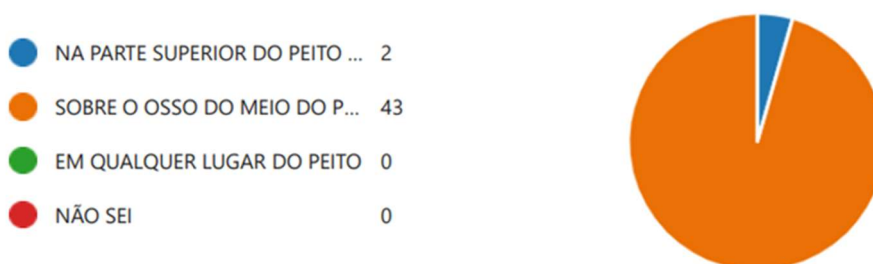 NA PARTE SUPERIOR DO PEITO ... 2
SOBRE O OSSO DO MEIO DO P... 43
EM QUALQUER LUGAR DO PEITO 0
NÃO SEI 0